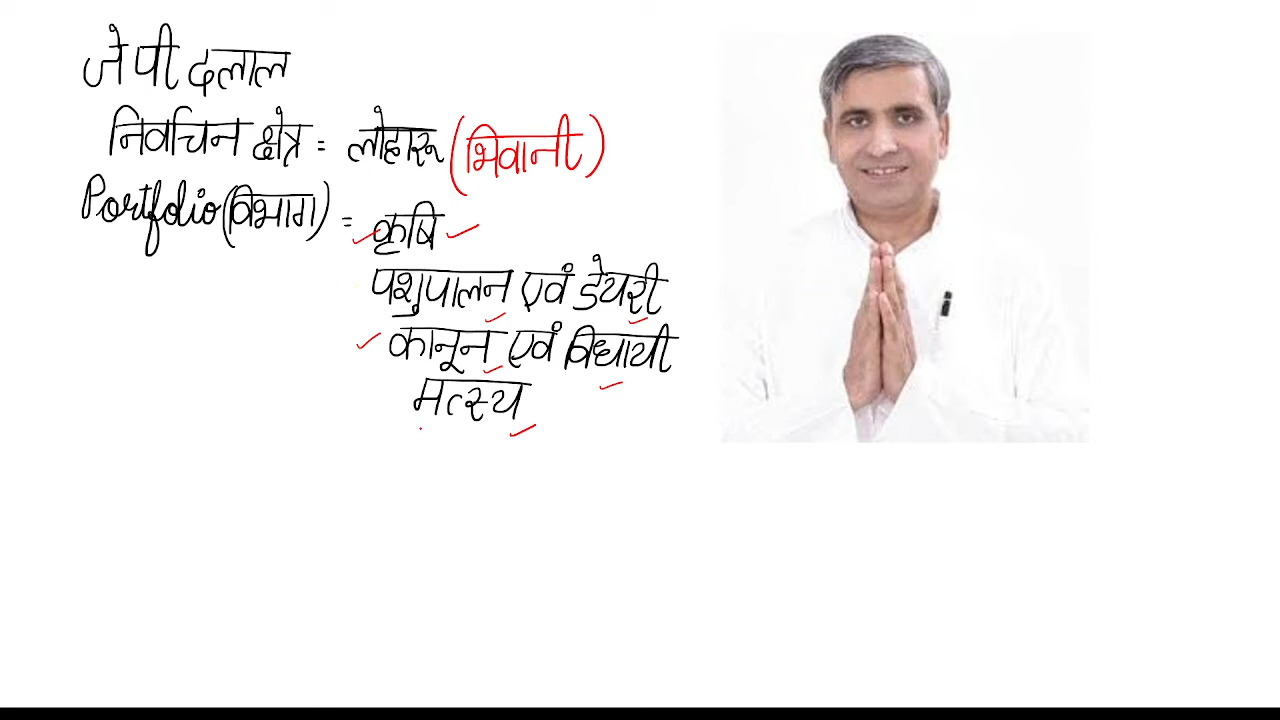 जे पी दलाल
निर्वाचन क्षेत्र = लोहारू (भिवानी)
Portfolio (विभाग) = कृषि
पशुपालन एवं डेयरी
कानून एवं विधायी
मत्स्य